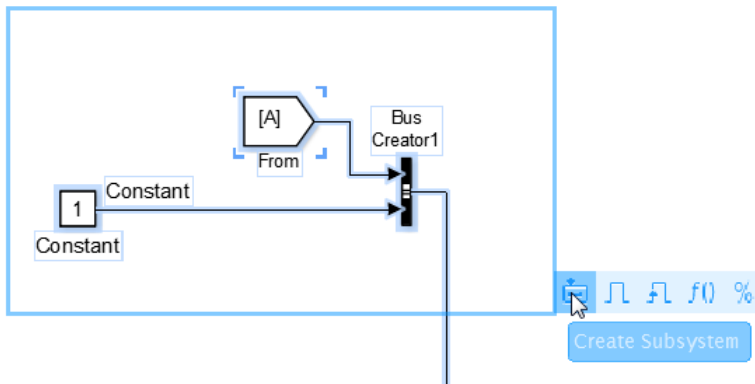 [A]
Bus
Creator1
From
Constant
1
Constant
f()
%
Create Subsystem